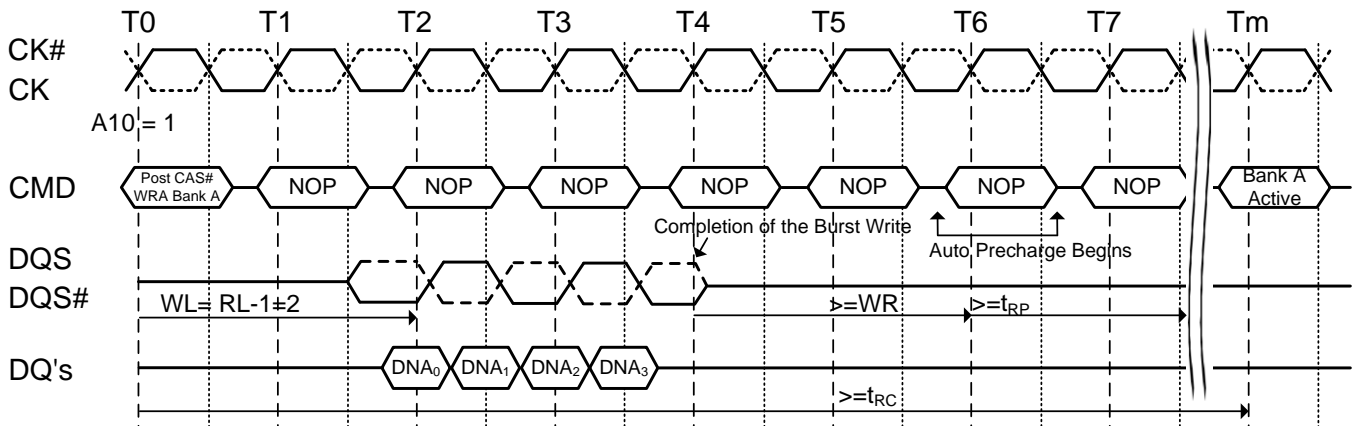 T0 T1 T2 T3 T4 T5 T6 T7 Tm
CK#
CK
A10 = 1
CMD
Post CAS#
WRA Bank A
NOP NOP NOP NOP NOP NOP NOP
Bank A
Active
Completion of the Burst Write
Auto Precharge Begins
DQS
DQS#
WL= RL-1=2
>=WR
>=tRP
DQ's
DNA0 DNA1 DNA2 DNA3
>=tRC